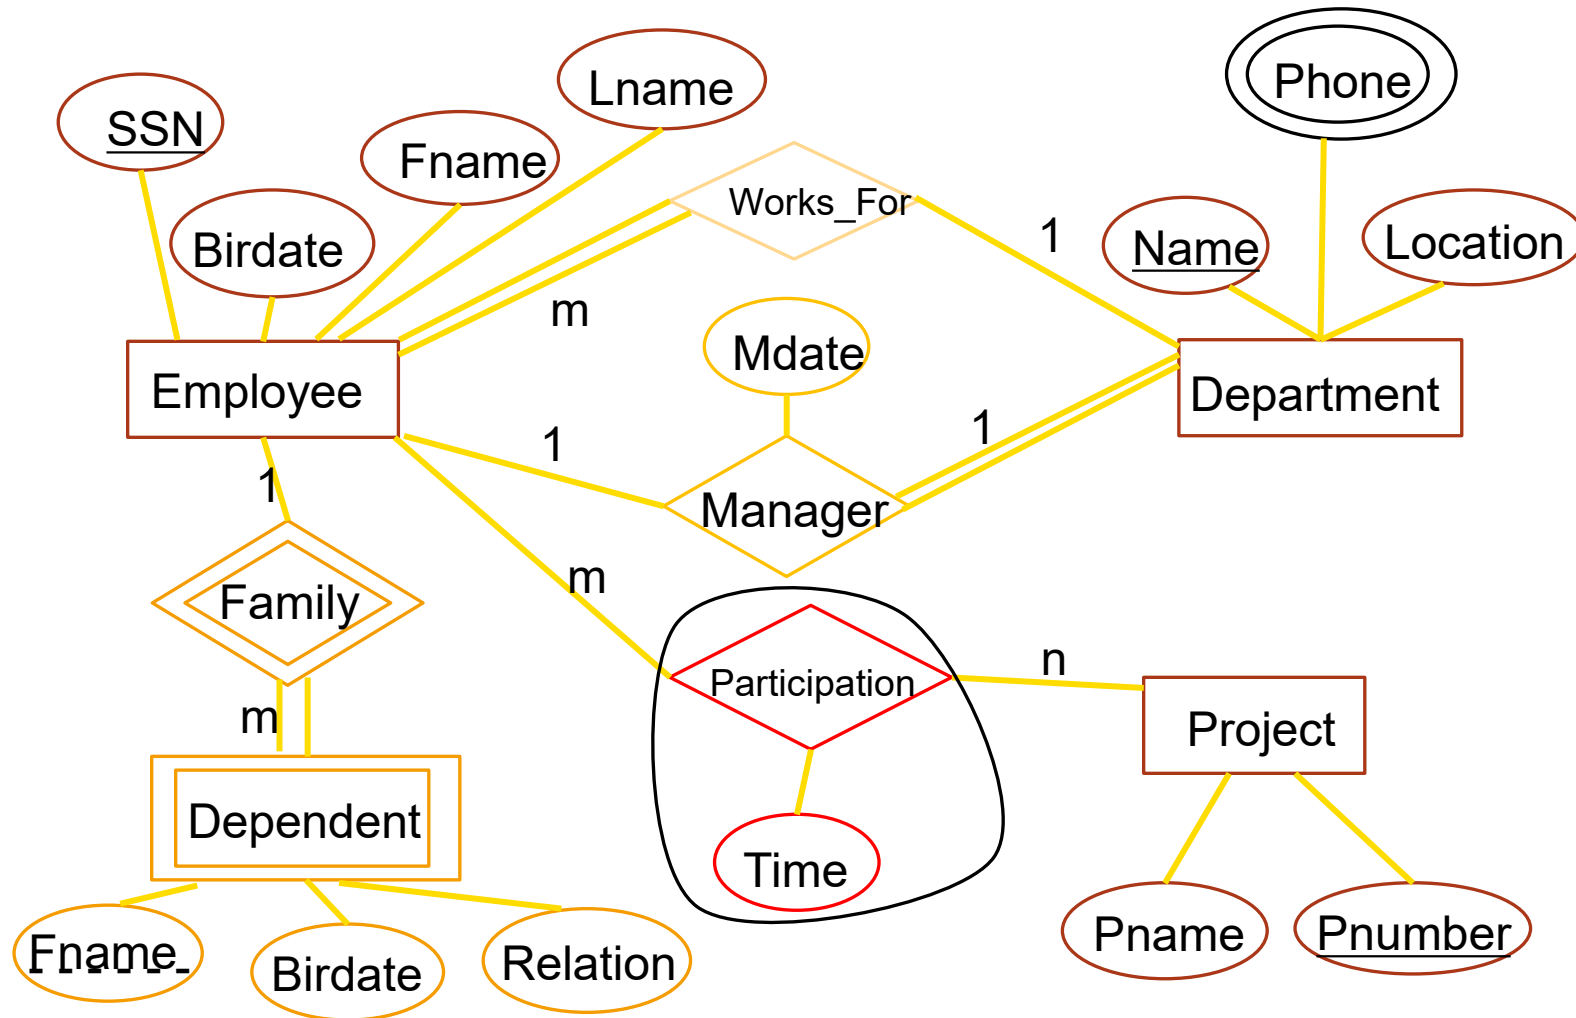 Lname
Phone
SSN
Fname
Works_For
Birdate
Name
Location
1
m
Mdate
Employee
Department
1
1
1
Manager
Family
m
Participation
n
m
Project
Dependent
Time
Fname
Birdate
Relation
Pname
Pnumber